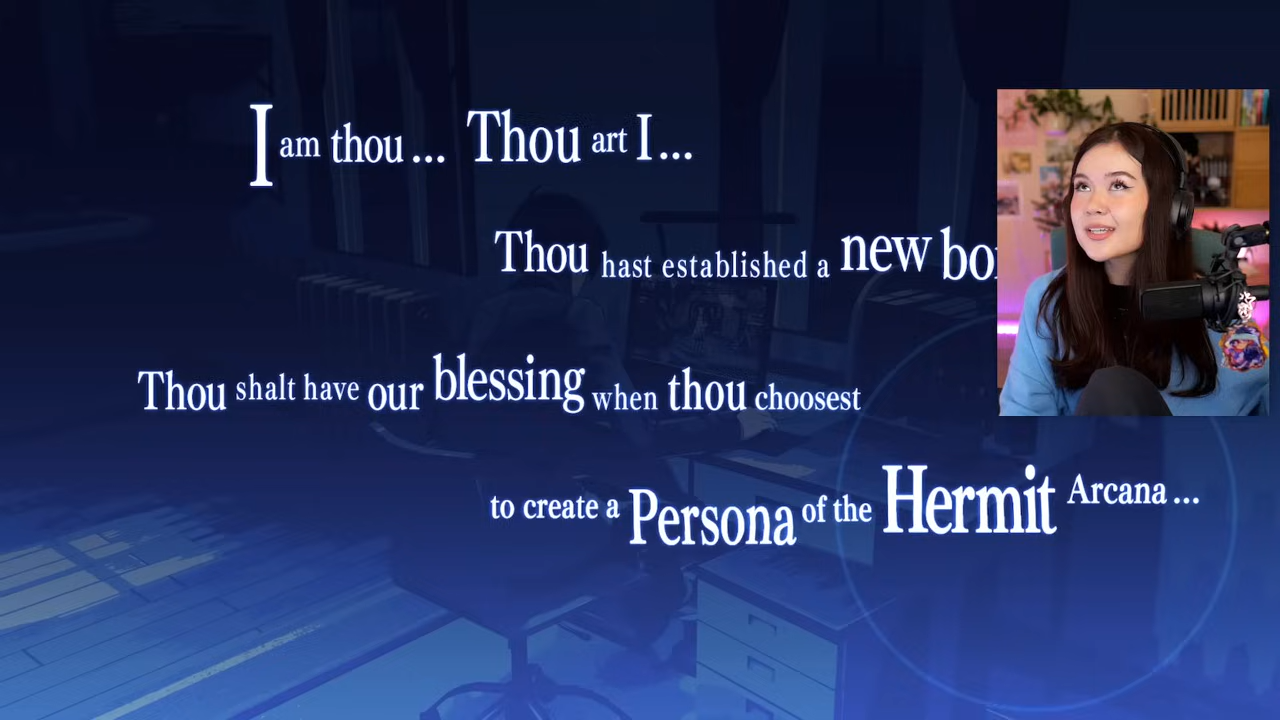 I am thou... Thou art I...
Thou hast established a new
Thou shalt have our blessing when thou choosest
to create a Persona of the Hermit Arcana...